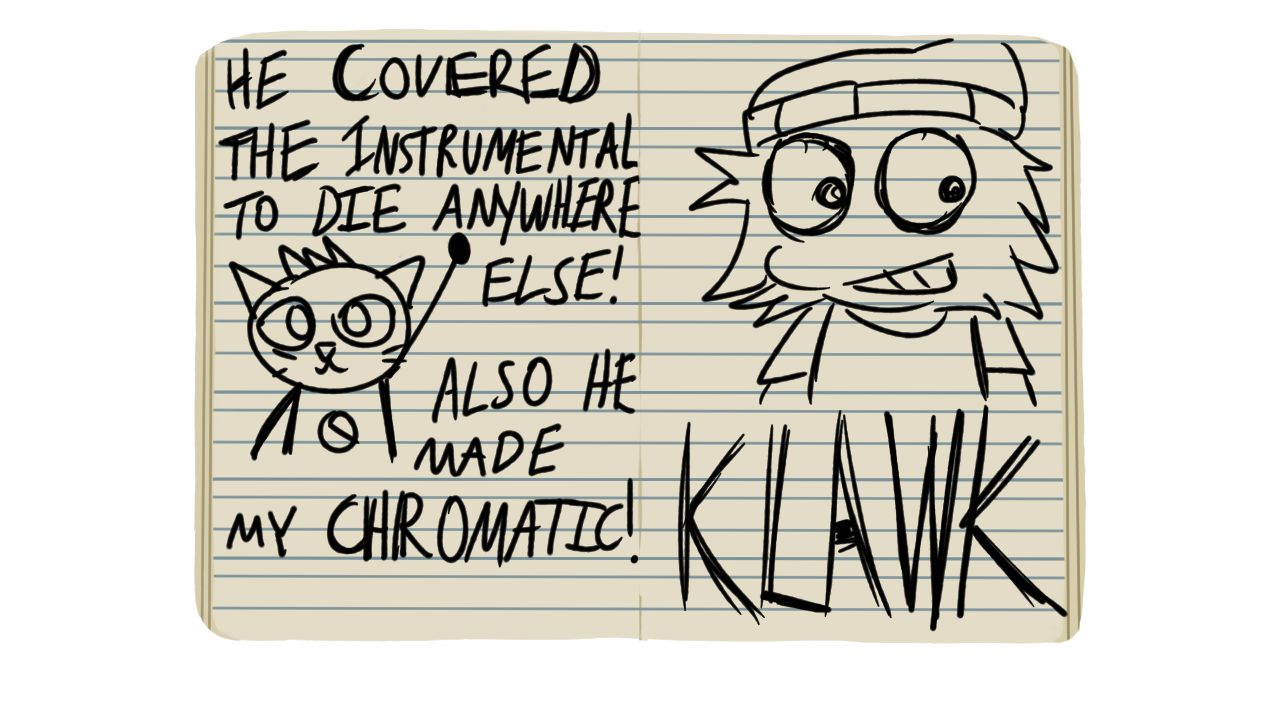 HE COVERED
THE INSTRUMENTAL
TO DIE ANYWHERE
ELSE!
ALSO HE
MADE
MY CHROMATIC!
KLAWK